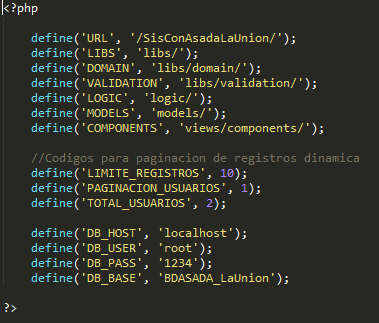 <?php
define('URL', '/SisConAsadaLaUnion/');
define('LIBS', 'libs/');
define('DOMAIN', 'libs/domain/');
define('VALIDATION', 'libs/validation/');
define('LOGIC', 'logic/');
define('MODELS', 'models/');
define('COMPONENTS', 'views/components/');
//Codigos para paginacion de registros dinamica
define('LIMITE_REGISTROS', 10);
define('PAGINACION_USUARIOS', 1);
define('TOTAL_USUARIOS', 2);
define('DB_HOST', 'localhost');
define('DB_USER', 'root');
define('DB_PASS', '1234');
define('DB_BASE', 'BDASADA_LaUnion');
?>